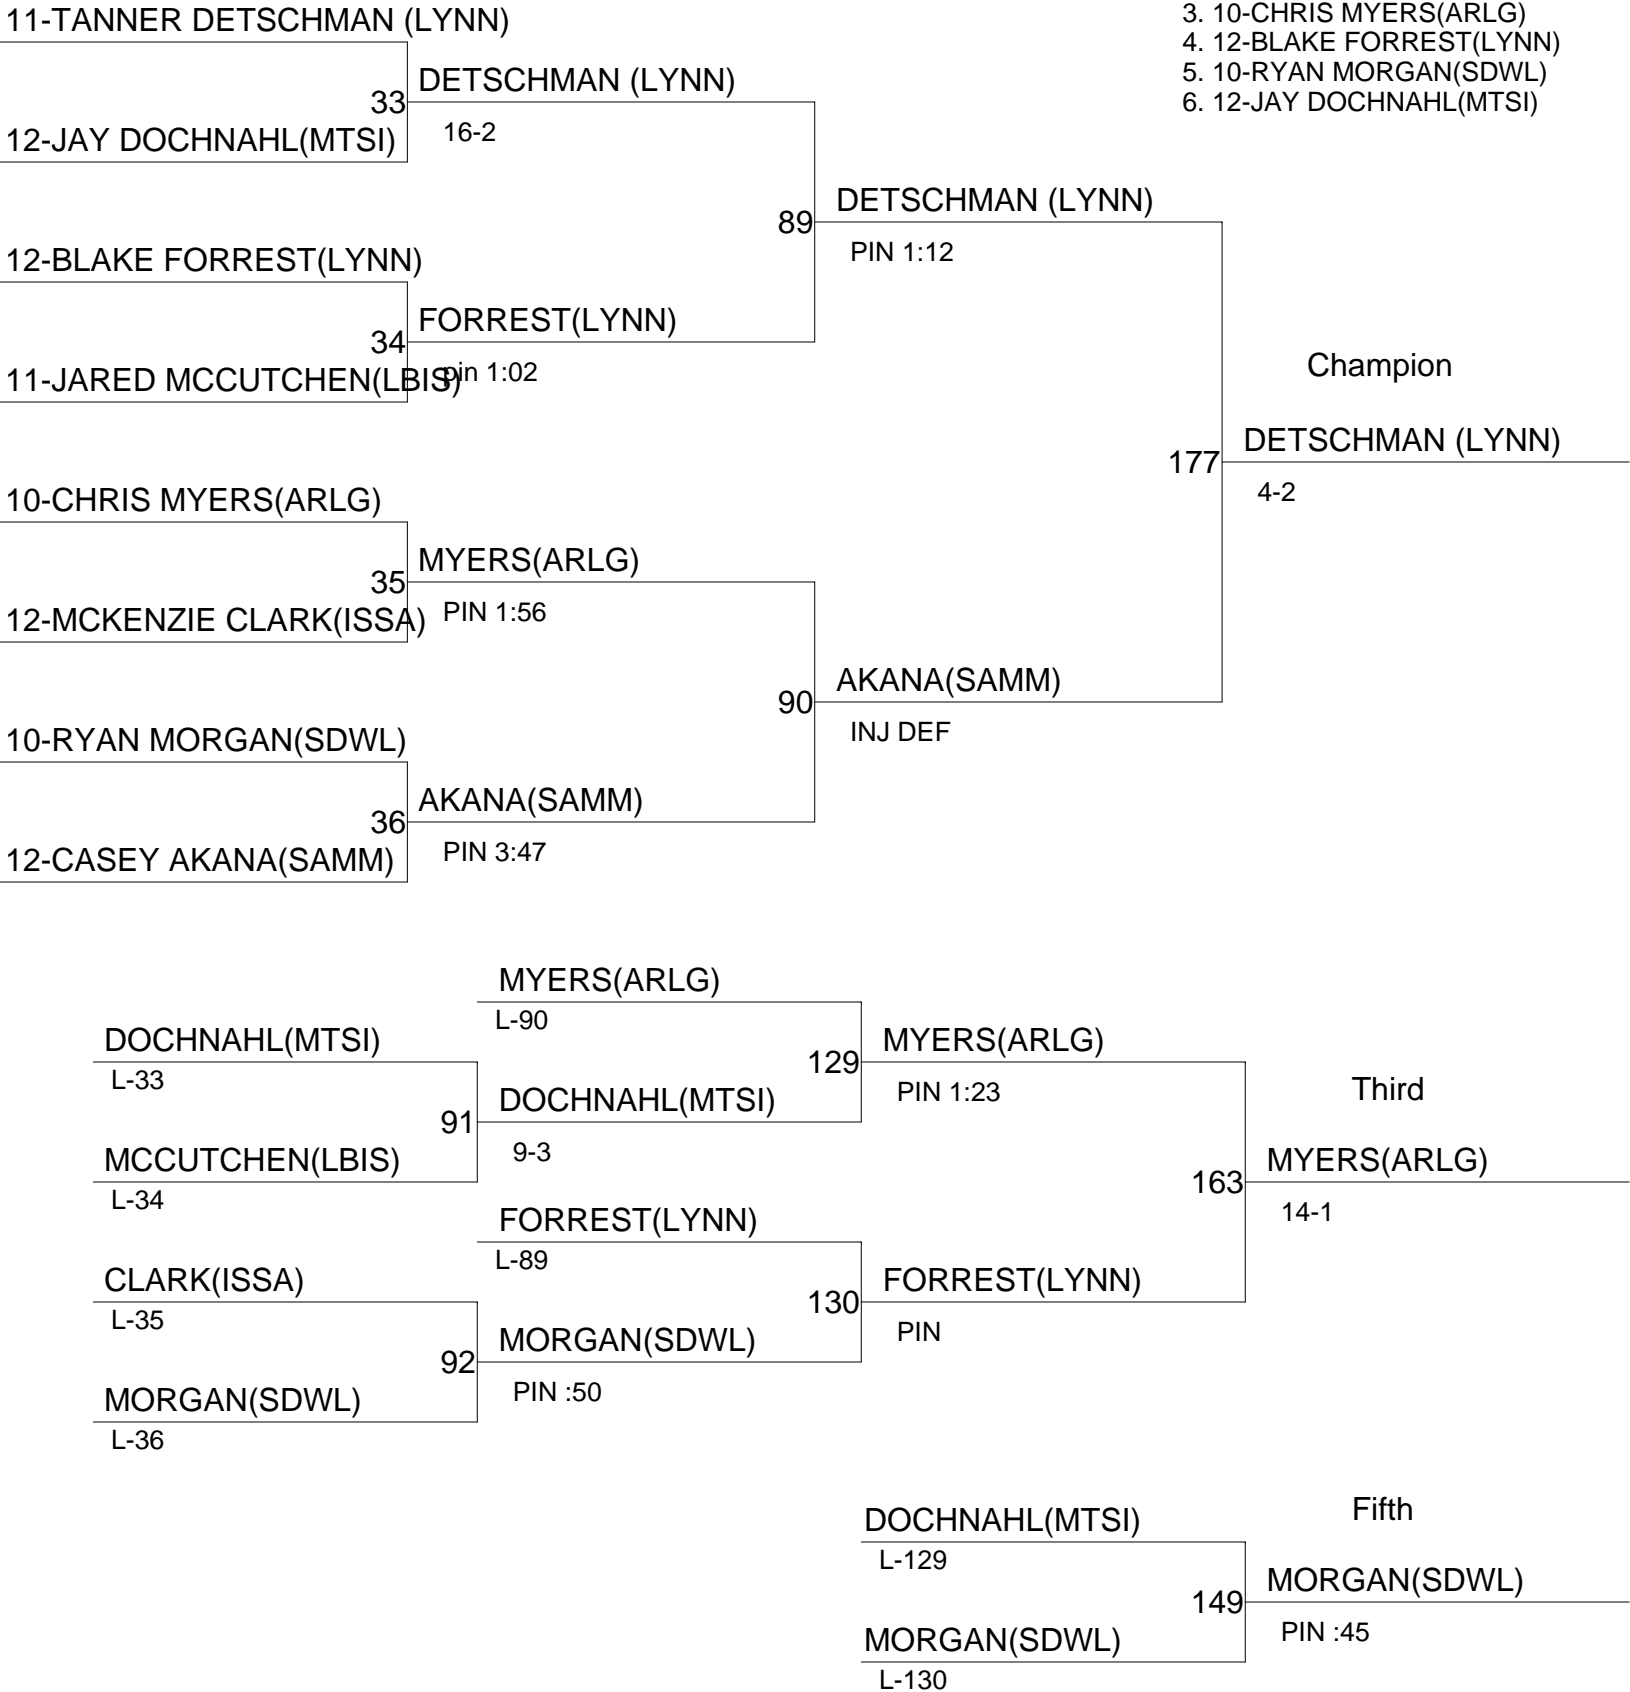 11-TANNER DETSCHMAN (LYNN)
3. 10-CHRIS MYERS(ARLG)
4. 12-BLAKE FORREST(LYNN)
5. 10-RYAN MORGAN(SDWL)
6. 12-JAY DOCHNAHL(MTSI)
33
DETSCHMAN (LYNN)
16-2
12-JAY DOCHNAHL(MTSI)
89
DETSCHMAN (LYNN)
PIN 1:12
12-BLAKE FORREST(LYNN)
34
FORREST(LYNN)
pin 1:02
11-JARED MCCUTCHEN(LBIS)
Champion
177
DETSCHMAN (LYNN)
4-2
10-CHRIS MYERS(ARLG)
35
MYERS(ARLG)
PIN 1:56
12-MCKENZIE CLARK(ISSA)
90
AKANA(SAMM)
INJ DEF
10-RYAN MORGAN(SDWL)
36
AKANA(SAMM)
PIN 3:47
12-CASEY AKANA(SAMM)
MYERS(ARLG)
L-90
DOCHNAHL(MTSI)
L-33
129
MYERS(ARLG)
PIN 1:23
Third
91
DOCHNAHL(MTSI)
9-3
MCCUTCHEN(LBIS)
L-34
163
MYERS(ARLG)
14-1
FORREST(LYNN)
L-89
CLARK(ISSA)
L-35
130
FORREST(LYNN)
PIN
92
MORGAN(SDWL)
PIN :50
MORGAN(SDWL)
L-36
Fifth
DOCHNAHL(MTSI)
L-129
149
MORGAN(SDWL)
PIN :45
MORGAN(SDWL)
L-130